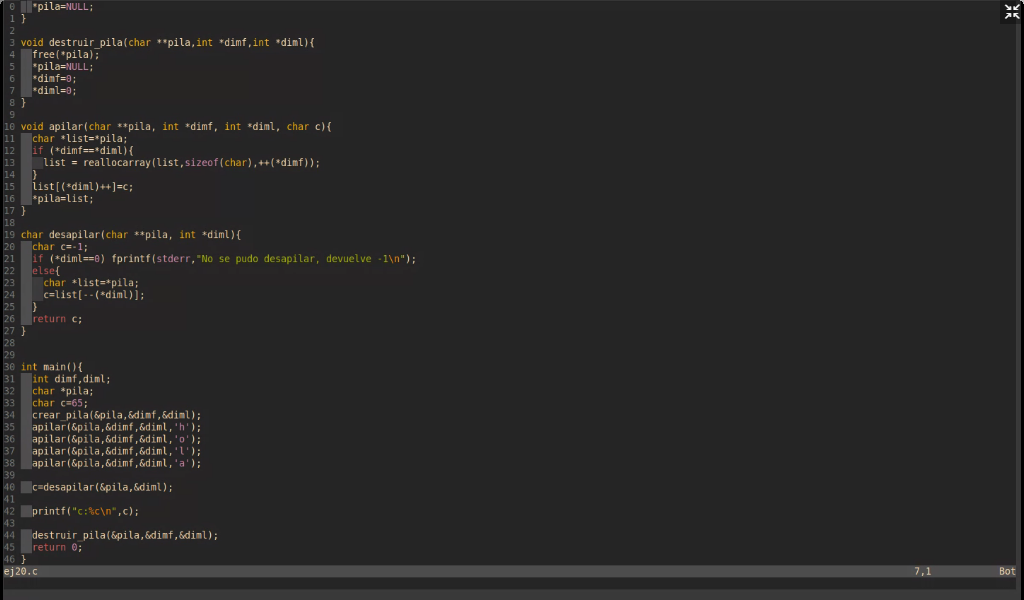 0 *pila=NULL;
1 }
2
3 void destruir_pila(char **pila,int *dimf,int *diml){
4 free(*pila);
5 *pila=NULL;
6 *dimf=0;
7 *diml=0;
8 }
9
10 void apilar(char **pila, int *dimf, int *diml, char c){
11 char *list=*pila;
12 if (*dimf==*diml){
13 list = reallocarray(list,sizeof(char),++(*dimf));
14 }
15 list[(*diml)++]=c;
16 *pila=list;
17 }
18
19 char desapilar(char **pila, int *diml){
20 char c=-1;
21 if (*diml==0) fprintf(stderr,"No se pudo desapilar, devuelve -1\n");
22 else{
23 char *list=*pila;
24 c=list[--(*diml)];
25 }
26 return c;
27 }
28
29
30 int main(){
31 int dimf,diml;
32 char *pila;
33 char c=65;
34 crear_pila(&pila,&dimf,&diml);
35 apilar(&pila,&dimf,&diml,'h');
36 apilar(&pila,&dimf,&diml,'o');
37 apilar(&pila,&dimf,&diml,'l');
38 apilar(&pila,&dimf,&diml,'a');
39
40 c=desapilar(&pila,&diml);
41
42 printf("c:%c\n",c);
43
44 destruir_pila(&pila,&dimf,&diml);
45 return 0;
46 }
ej20.c 7,1 Bot